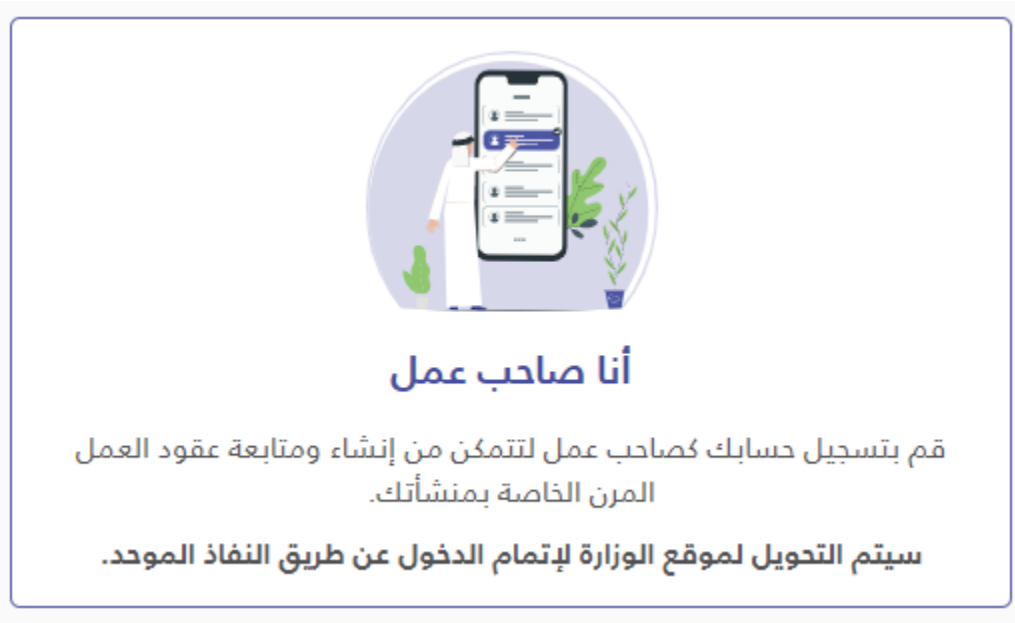 أنا صاحب عمل
قم بتسجيل حسابك كصاحب عمل لتتمكن من إنشاء ومتابعة عقود العمل
المرن الخاصة بمنشأتك.
سيتم التحويل لموقع الوزارة لإتمام الدخول عن طريق النفاذ الموحد.